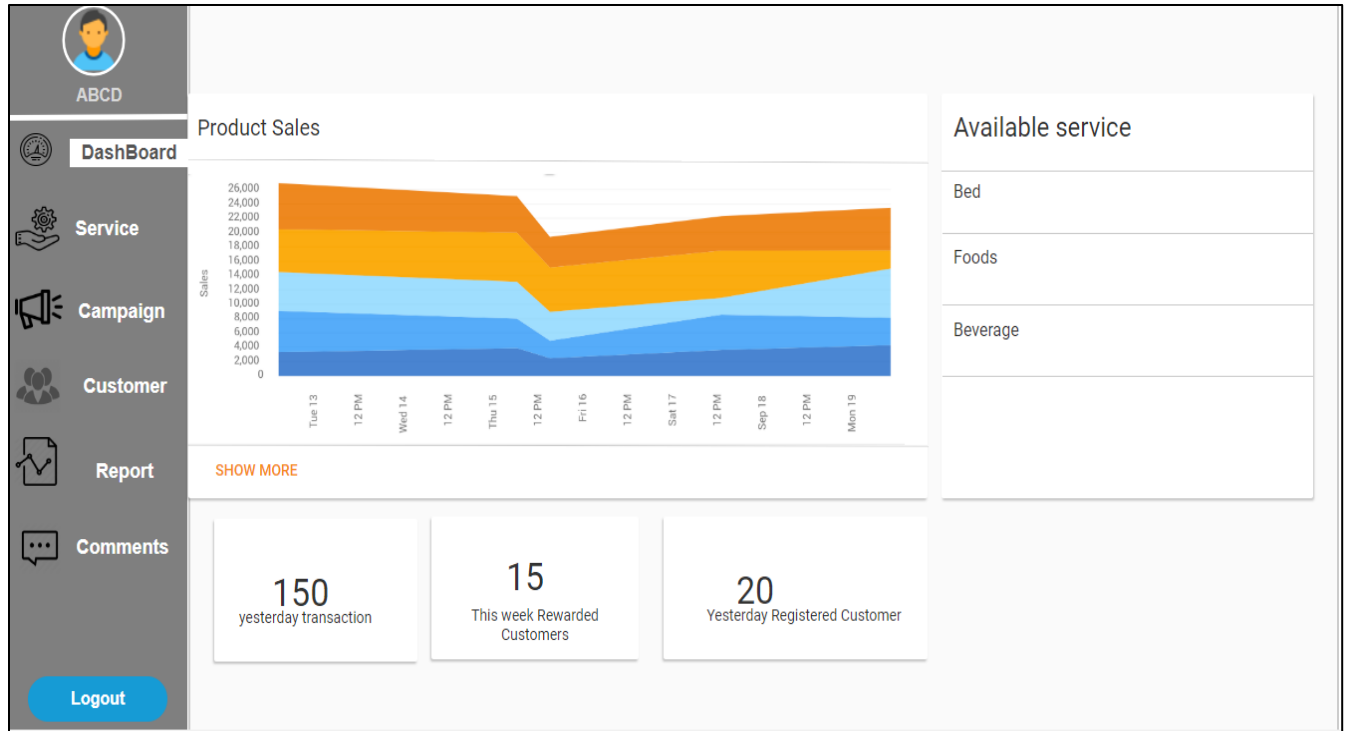 ABCD
DashBoard
Service
Campaign
Customer
Report
Comments
Logout
Product Sales
26,000
24,000
22,000
20,000
18,000
16,000
14,000
12,000
10,000
8,000
6,000
4,000
2,000
0
Sales
Tue 13
12 PM
Wed 14
12 PM
Thu 15
12 PM
Fri 16
12 PM
Sat 17
12 PM
Sep 18
12 PM
Mon 19
SHOW MORE
Available service
Bed
Foods
Beverage
150
yesterday transaction
15
This week Rewarded
Customers
20
Yesterday Registered Customer